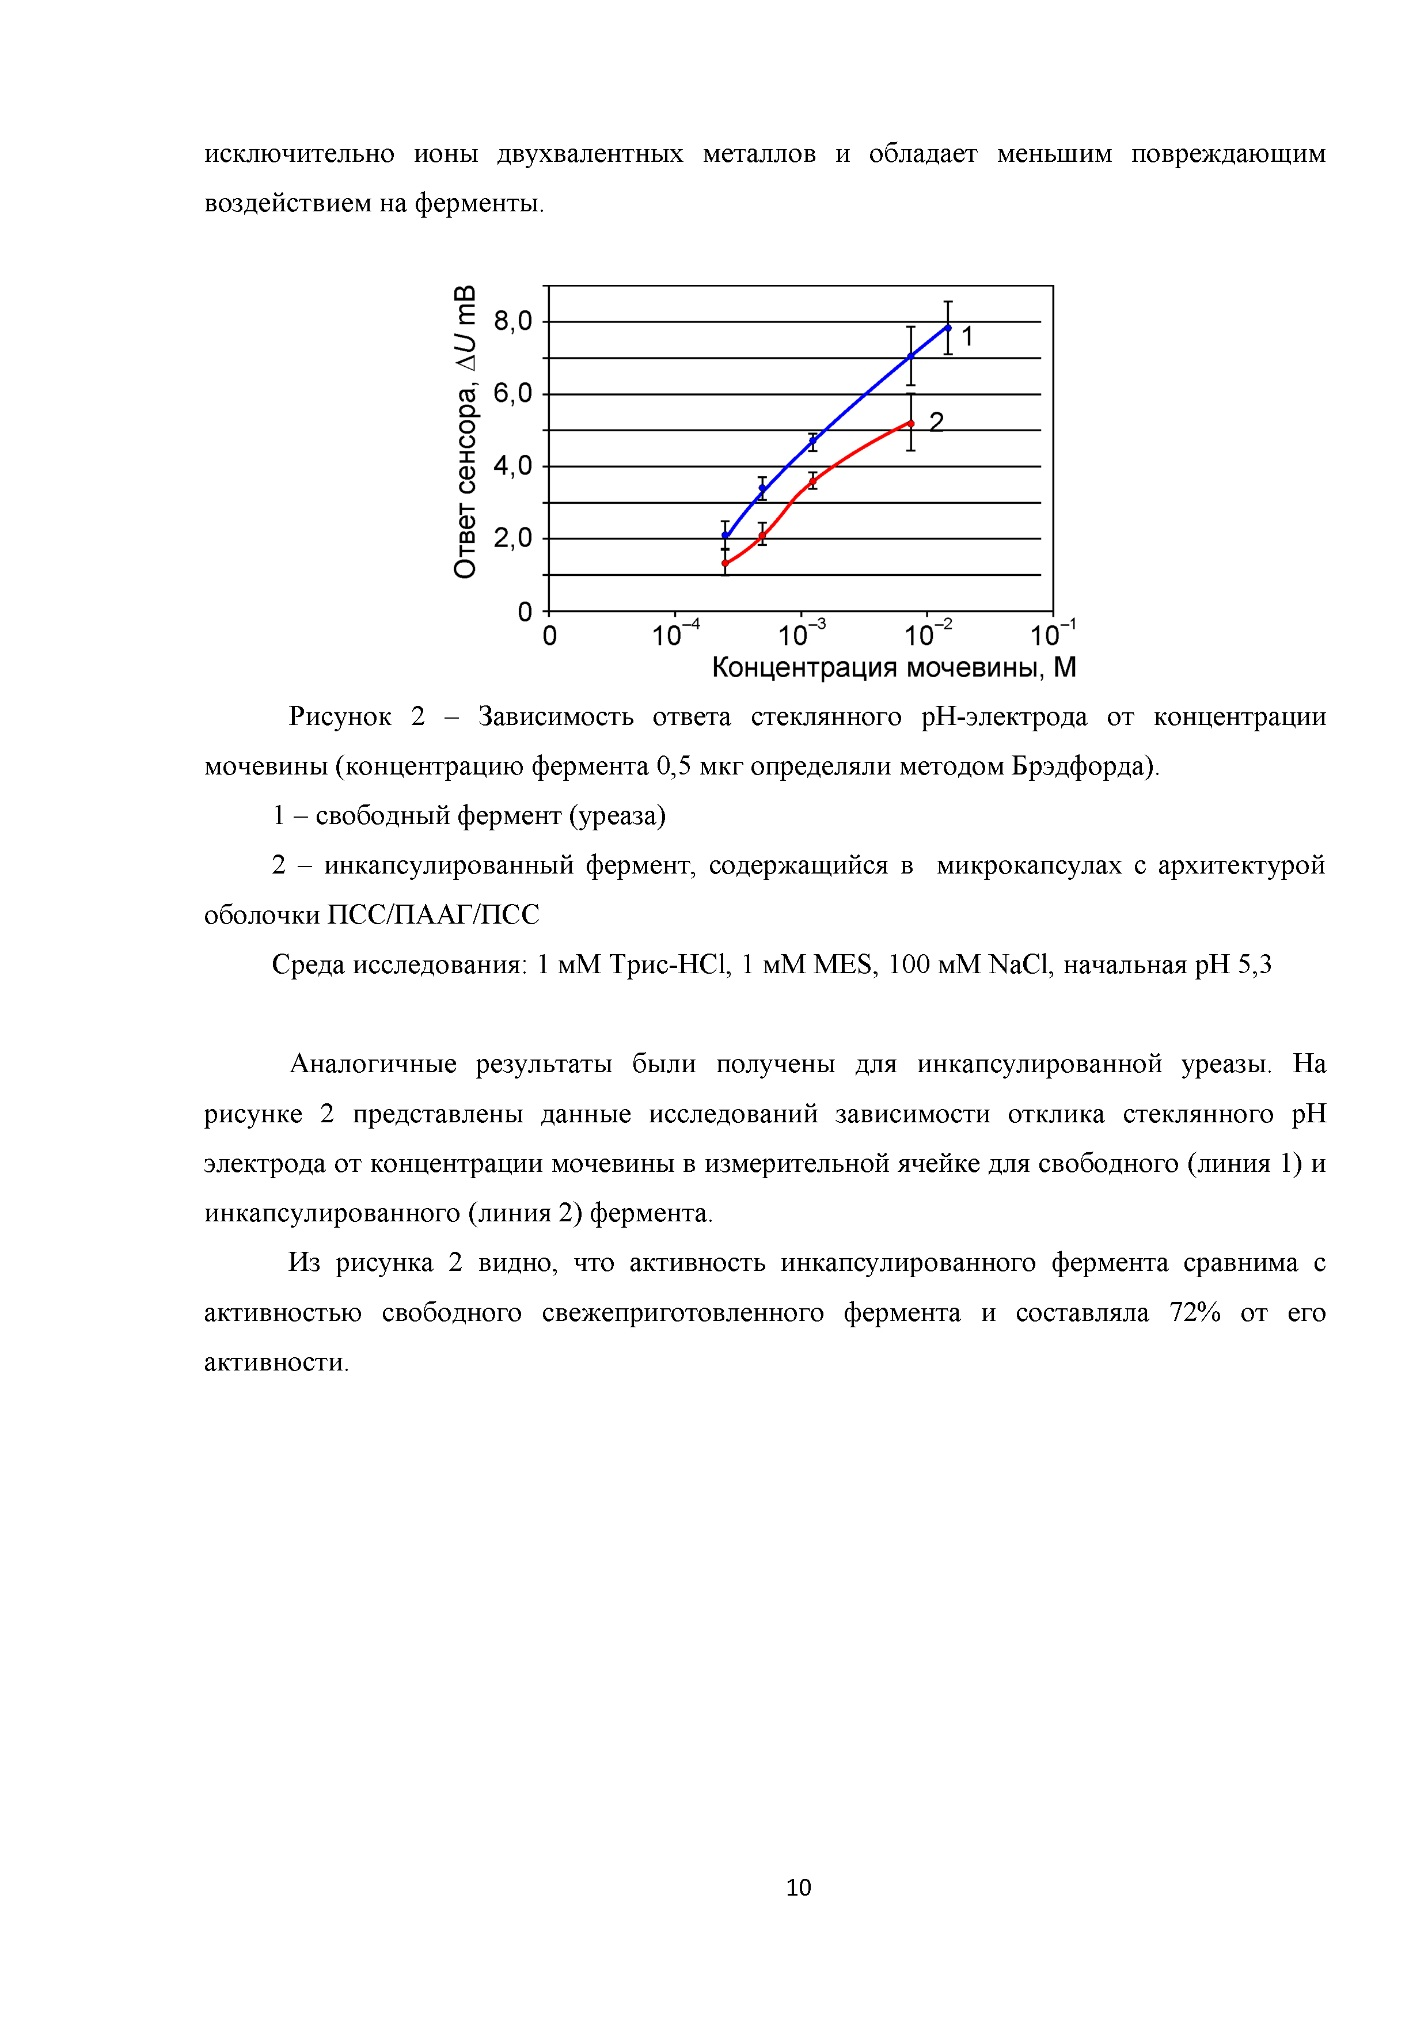 исключительно ионы двухвалентных металлов и обладает меньшим повреждающим
воздействием на ферменты.
Ответ сенсора, ΔU mB
8,0
6,0
4,0
2,0
0
1
2
0
10⁻⁴
10⁻³
10⁻²
10⁻¹
Концентрация мочевины, М
Рисунок 2 – Зависимость ответа стеклянного рН-электрода от концентрации
мочевины (концентрацию фермента 0,5 мкг определяли методом Брэдфорда).
1 – свободный фермент (уреаза)
2 – инкапсулированный фермент, содержащийся в микрокапсулах с архитектурой
оболочки ПСС/ПААГ/ПСС
Среда исследования: 1 мМ Трис-HCl, 1 мМ MES, 100 мМ NaCl, начальная рН 5,3
Аналогичные результаты были получены для инкапсулированной уреазы. На
рисунке 2 представлены данные исследований зависимости отклика стеклянного рН
электрода от концентрации мочевины в измерительной ячейке для свободного (линия 1) и
инкапсулированного (линия 2) фермента.
Из рисунка 2 видно, что активность инкапсулированного фермента сравнима с
активностью свободного свежеприготовленного фермента и составляла 72% от его
активности.
10